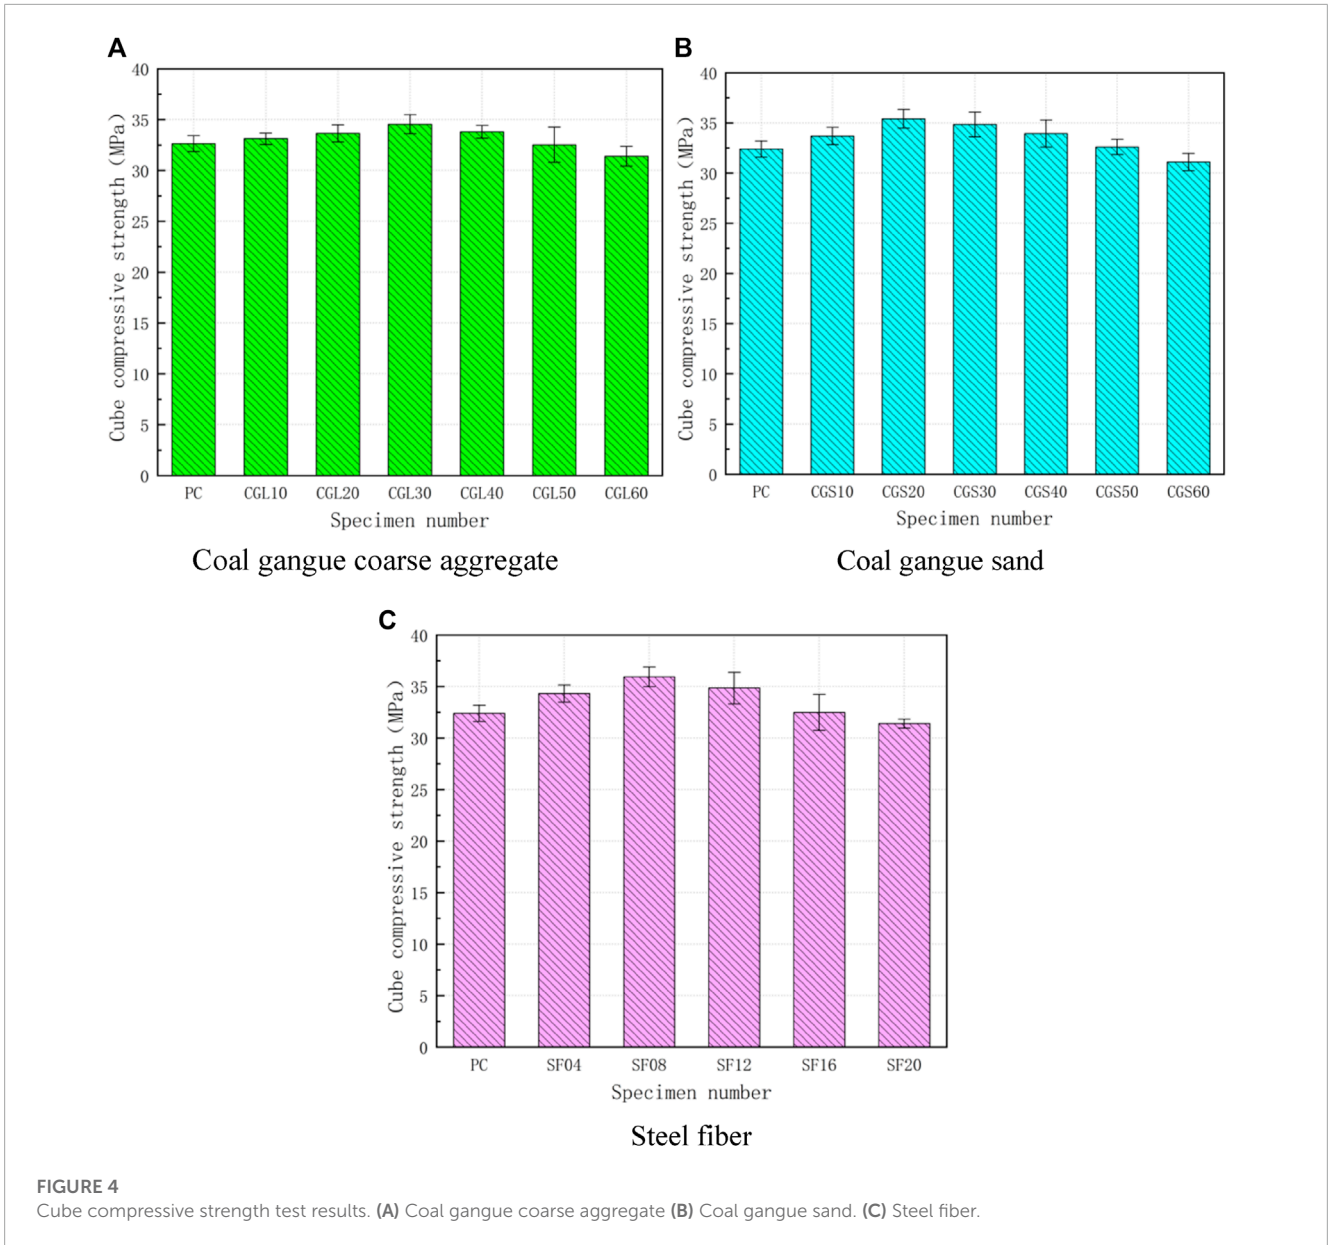 A
Cube compressive strength (MPa)
40
35
30
25
20
15
10
5
0
PC CGL10 CGL20 CGL30 CGL40 CGL50 CGL60
Specimen number
Coal gangue coarse aggregate
B
Cube compressive strength (MPa)
40
35
30
25
20
15
10
5
0
PC CGS10 CGS20 CGS30 CGS40 CGS50 CGS60
Specimen number
Coal gangue sand
C
Cube compressive strength (MPa)
40
35
30
25
20
15
10
5
0
PC SF04 SF08 SF12 SF16 SF20
Specimen number
Steel fiber
FIGURE 4
Cube compressive strength test results. (A) Coal gangue coarse aggregate (B) Coal gangue sand. (C) Steel fiber.